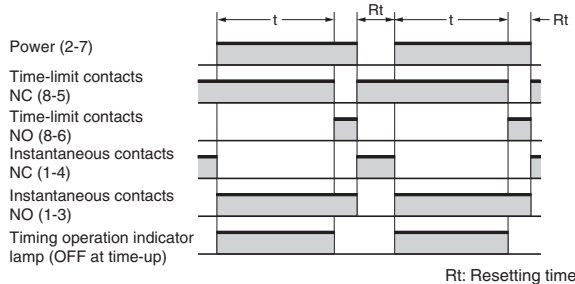 Rt
t
t
Rt
Power (2-7)
Time-limit contacts
NC (8-5)
Time-limit contacts
NO (8-6)
Instantaneous contacts
NC (1-4)
Instantaneous contacts
NO (1-3)
Timing operation indicator
lamp (OFF at time-up)
Rt: Resetting time